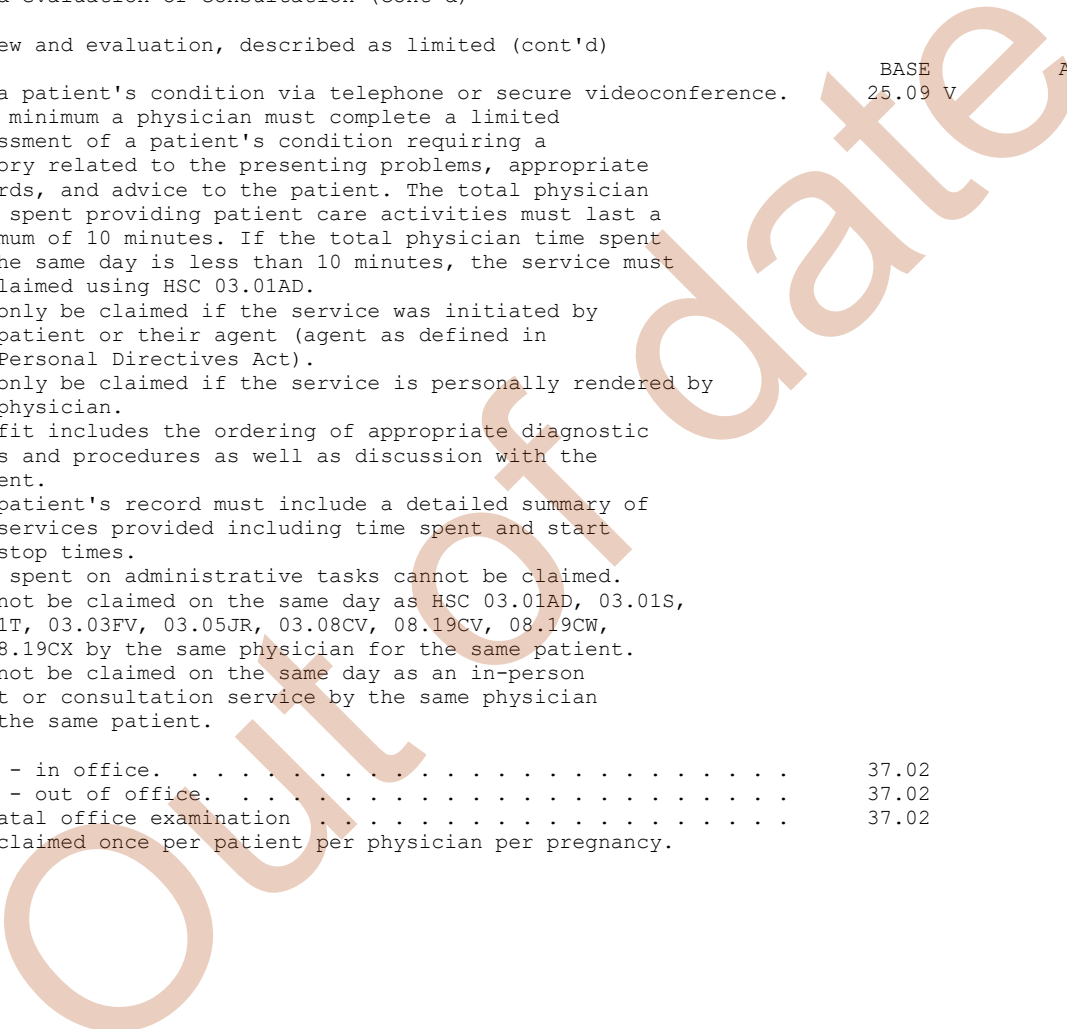 ew and evaluation, described as limited (cont'd)
BASE
a patient's condition via telephone or secure videoconference. 25.09 V
minimum a physician must complete a limited
ssment of a patient's condition requiring a
ory related to the presenting problems, appropriate
rds, and advice to the patient. The total physician
spent providing patient care activities must last a
mum of 10 minutes. If the total physician time spent
he same day is less than 10 minutes, the service must
laimed using HSC 03.01AD.
only be claimed if the service was initiated by
patient or their agent (agent as defined in
Personal Directives Act).
only be claimed if the service is personally rendered by
physician.
fit includes the ordering of appropriate diagnostic
s and procedures as well as discussion with the
ent.
patient's record must include a detailed summary of
services provided including time spent and start
stop times.
spent on administrative tasks cannot be claimed.
not be claimed on the same day as HSC 03.01AD, 03.01S,
1T, 03.03FV, 03.05JR, 03.08CV, 08.19CV, 08.19CW,
8.19CX by the same physician for the same patient.
not be claimed on the same day as an in-person
t or consultation service by the same physician
the same patient.
- in office. . . . . . . . . . . . . . . . . . . . . . . . . 37.02
- out of office. . . . . . . . . . . . . . . . . . . . . . . 37.02
atal office examination . . . . . . . . . . . . . . . . . . . 37.02
claimed once per patient per physician per pregnancy.
Out of date